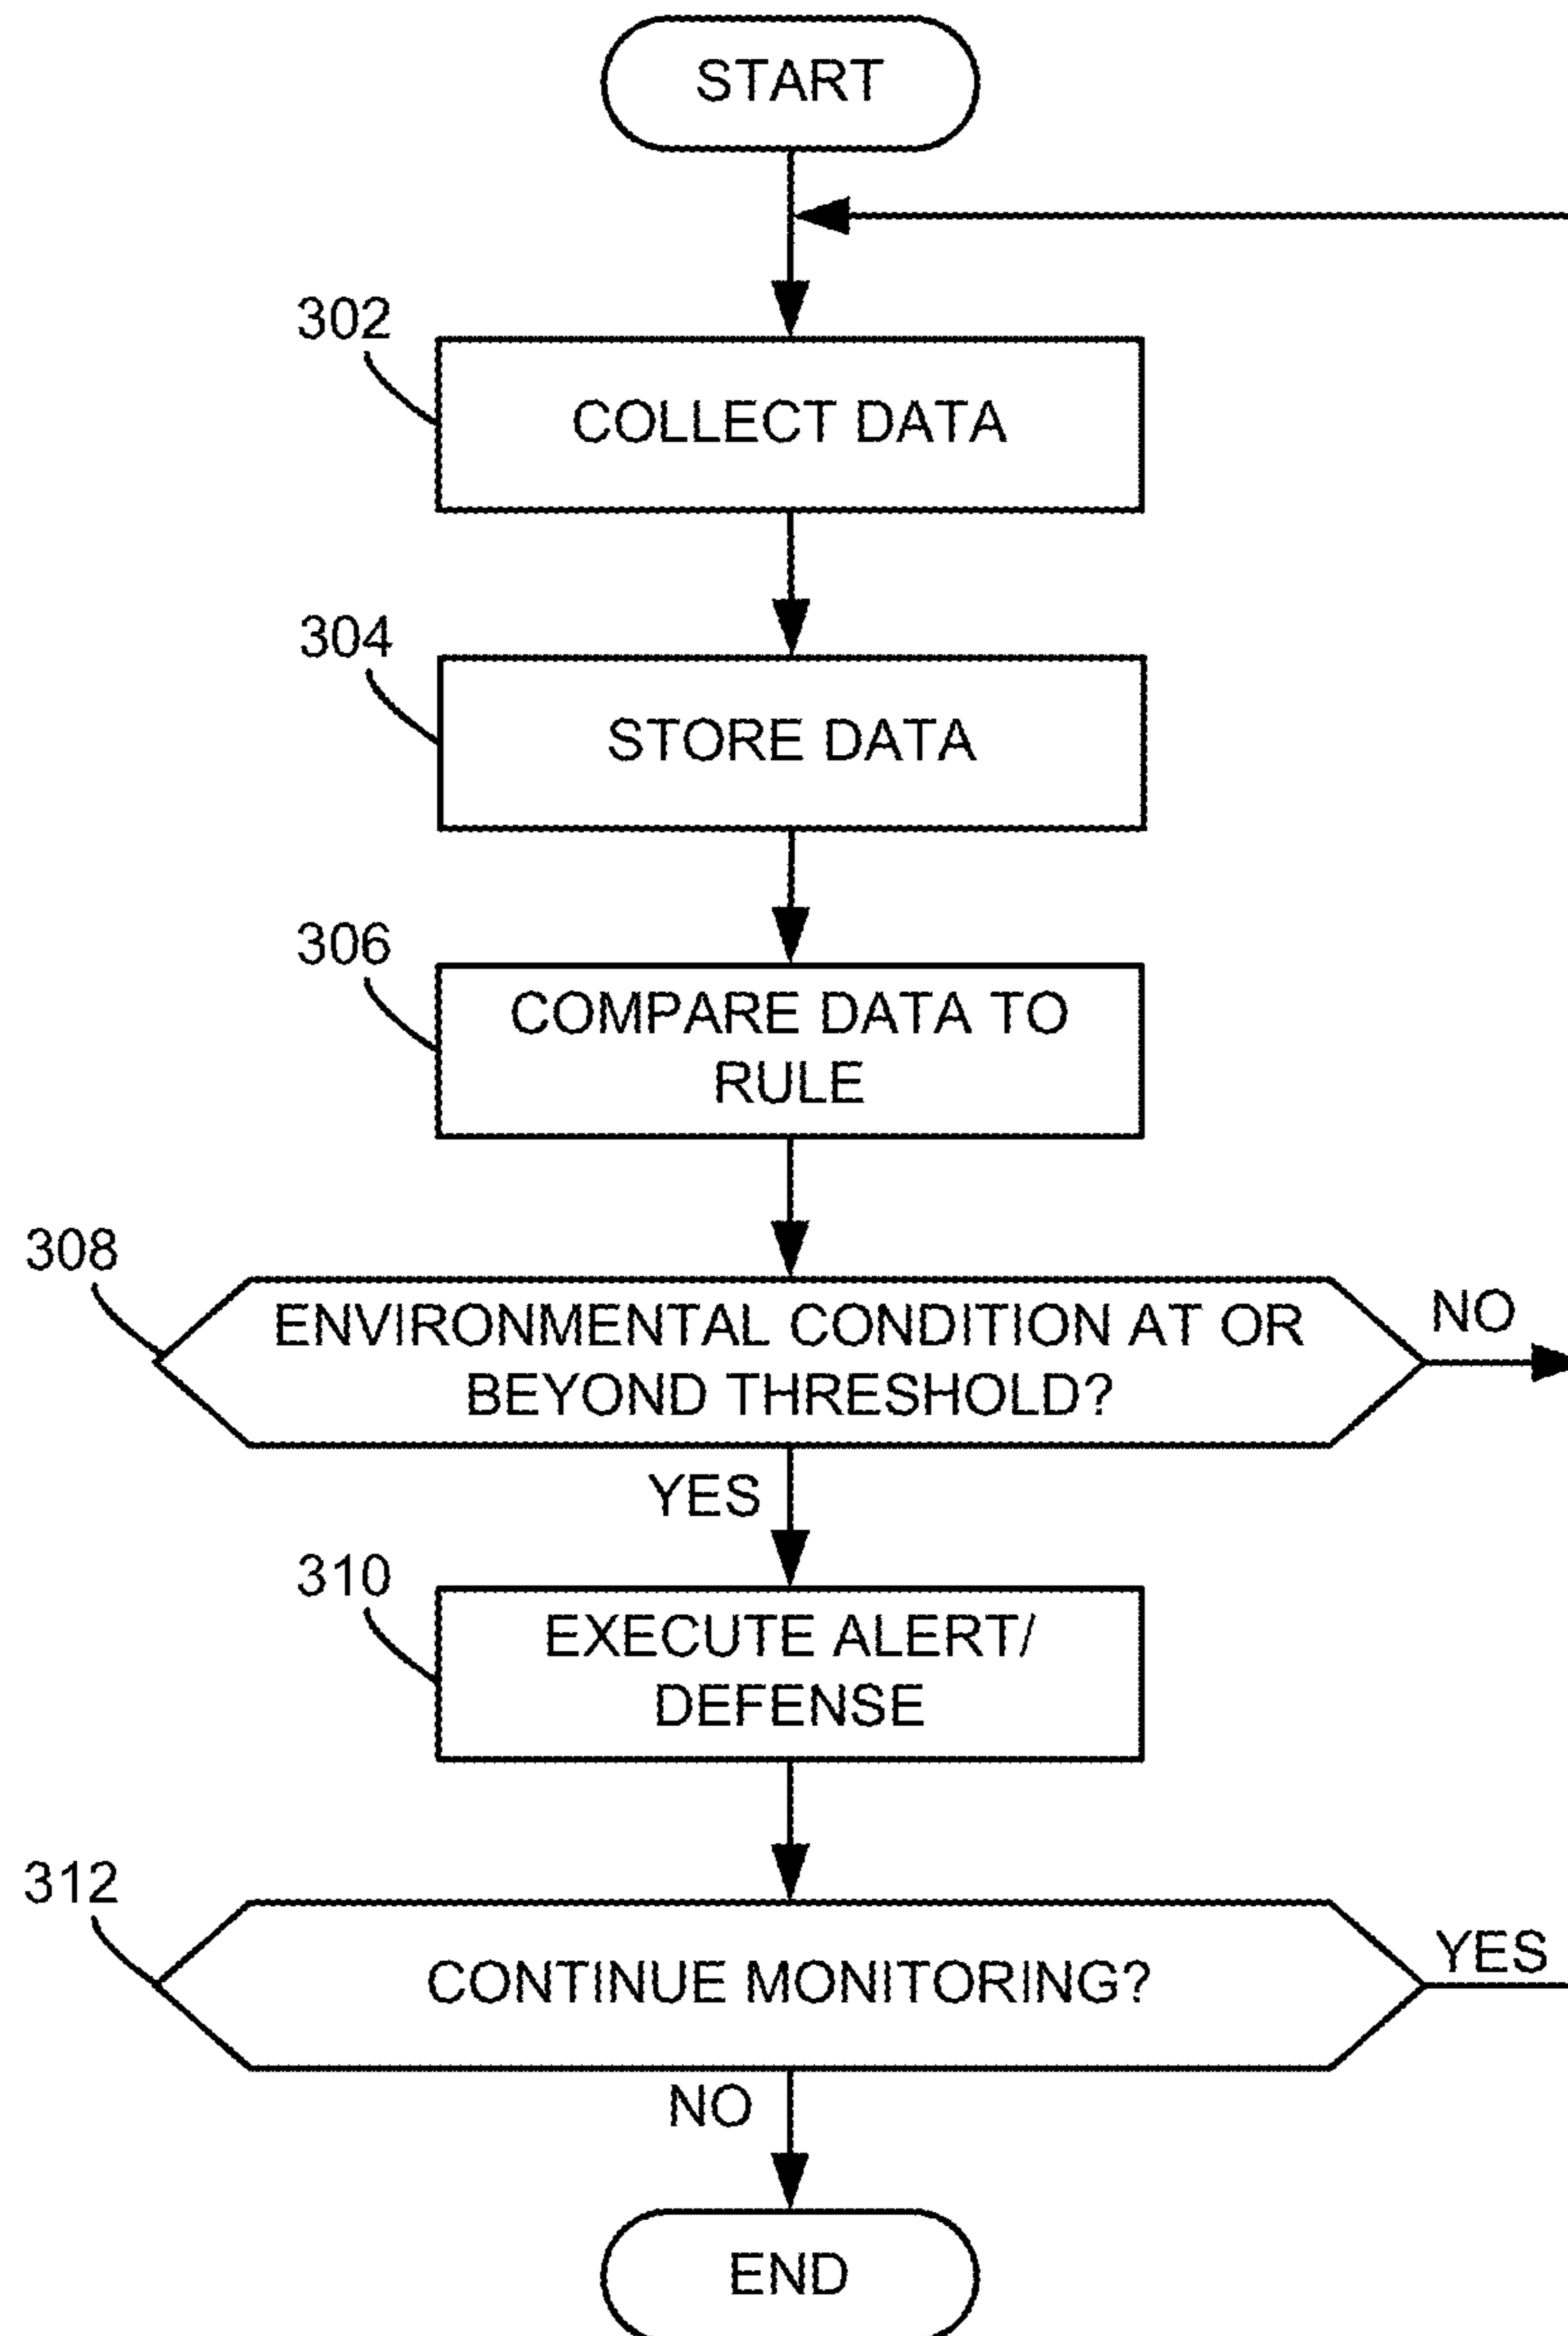 START
302
COLLECT DATA
304
STORE DATA
306
COMPARE DATA TO
RULE
308
ENVIRONMENTAL CONDITION AT OR
BEYOND THRESHOLD?
NO
YES
310
EXECUTE ALERT/
DEFENSE
312
CONTINUE MONITORING?
YES
NO
END